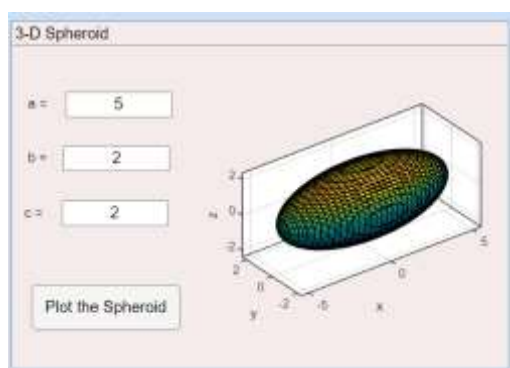 3-D Spheroid
a = 5
b = 2
c = 2
Plot the Spheroid
z
2
0
-2
y
2
0
-2
x
-5
0
5